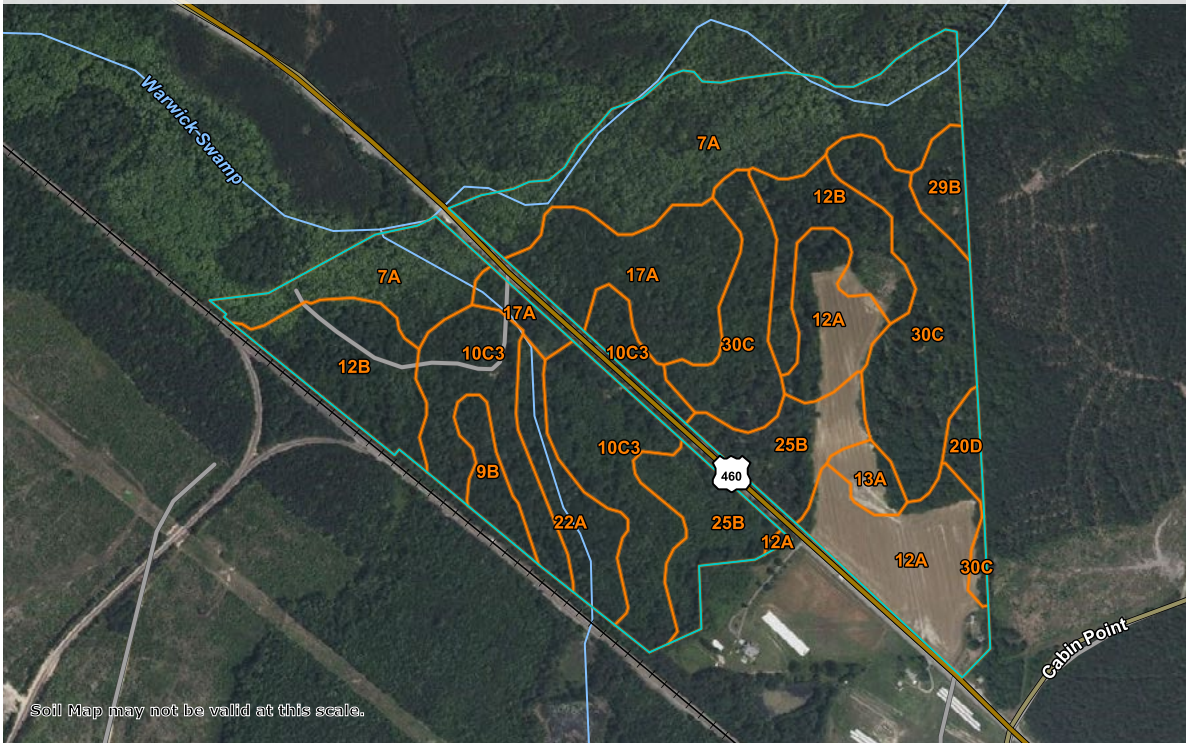 Warwick-Swamp
7A
29B
12B
7A
17A
17A
12A
30C
30C
10C3
10C3
12B
25B
20D
10C3
9B
460
13A
22A
25B
12A
12A
30C
Cabin Point
Soil Map may not be valid at this scale.